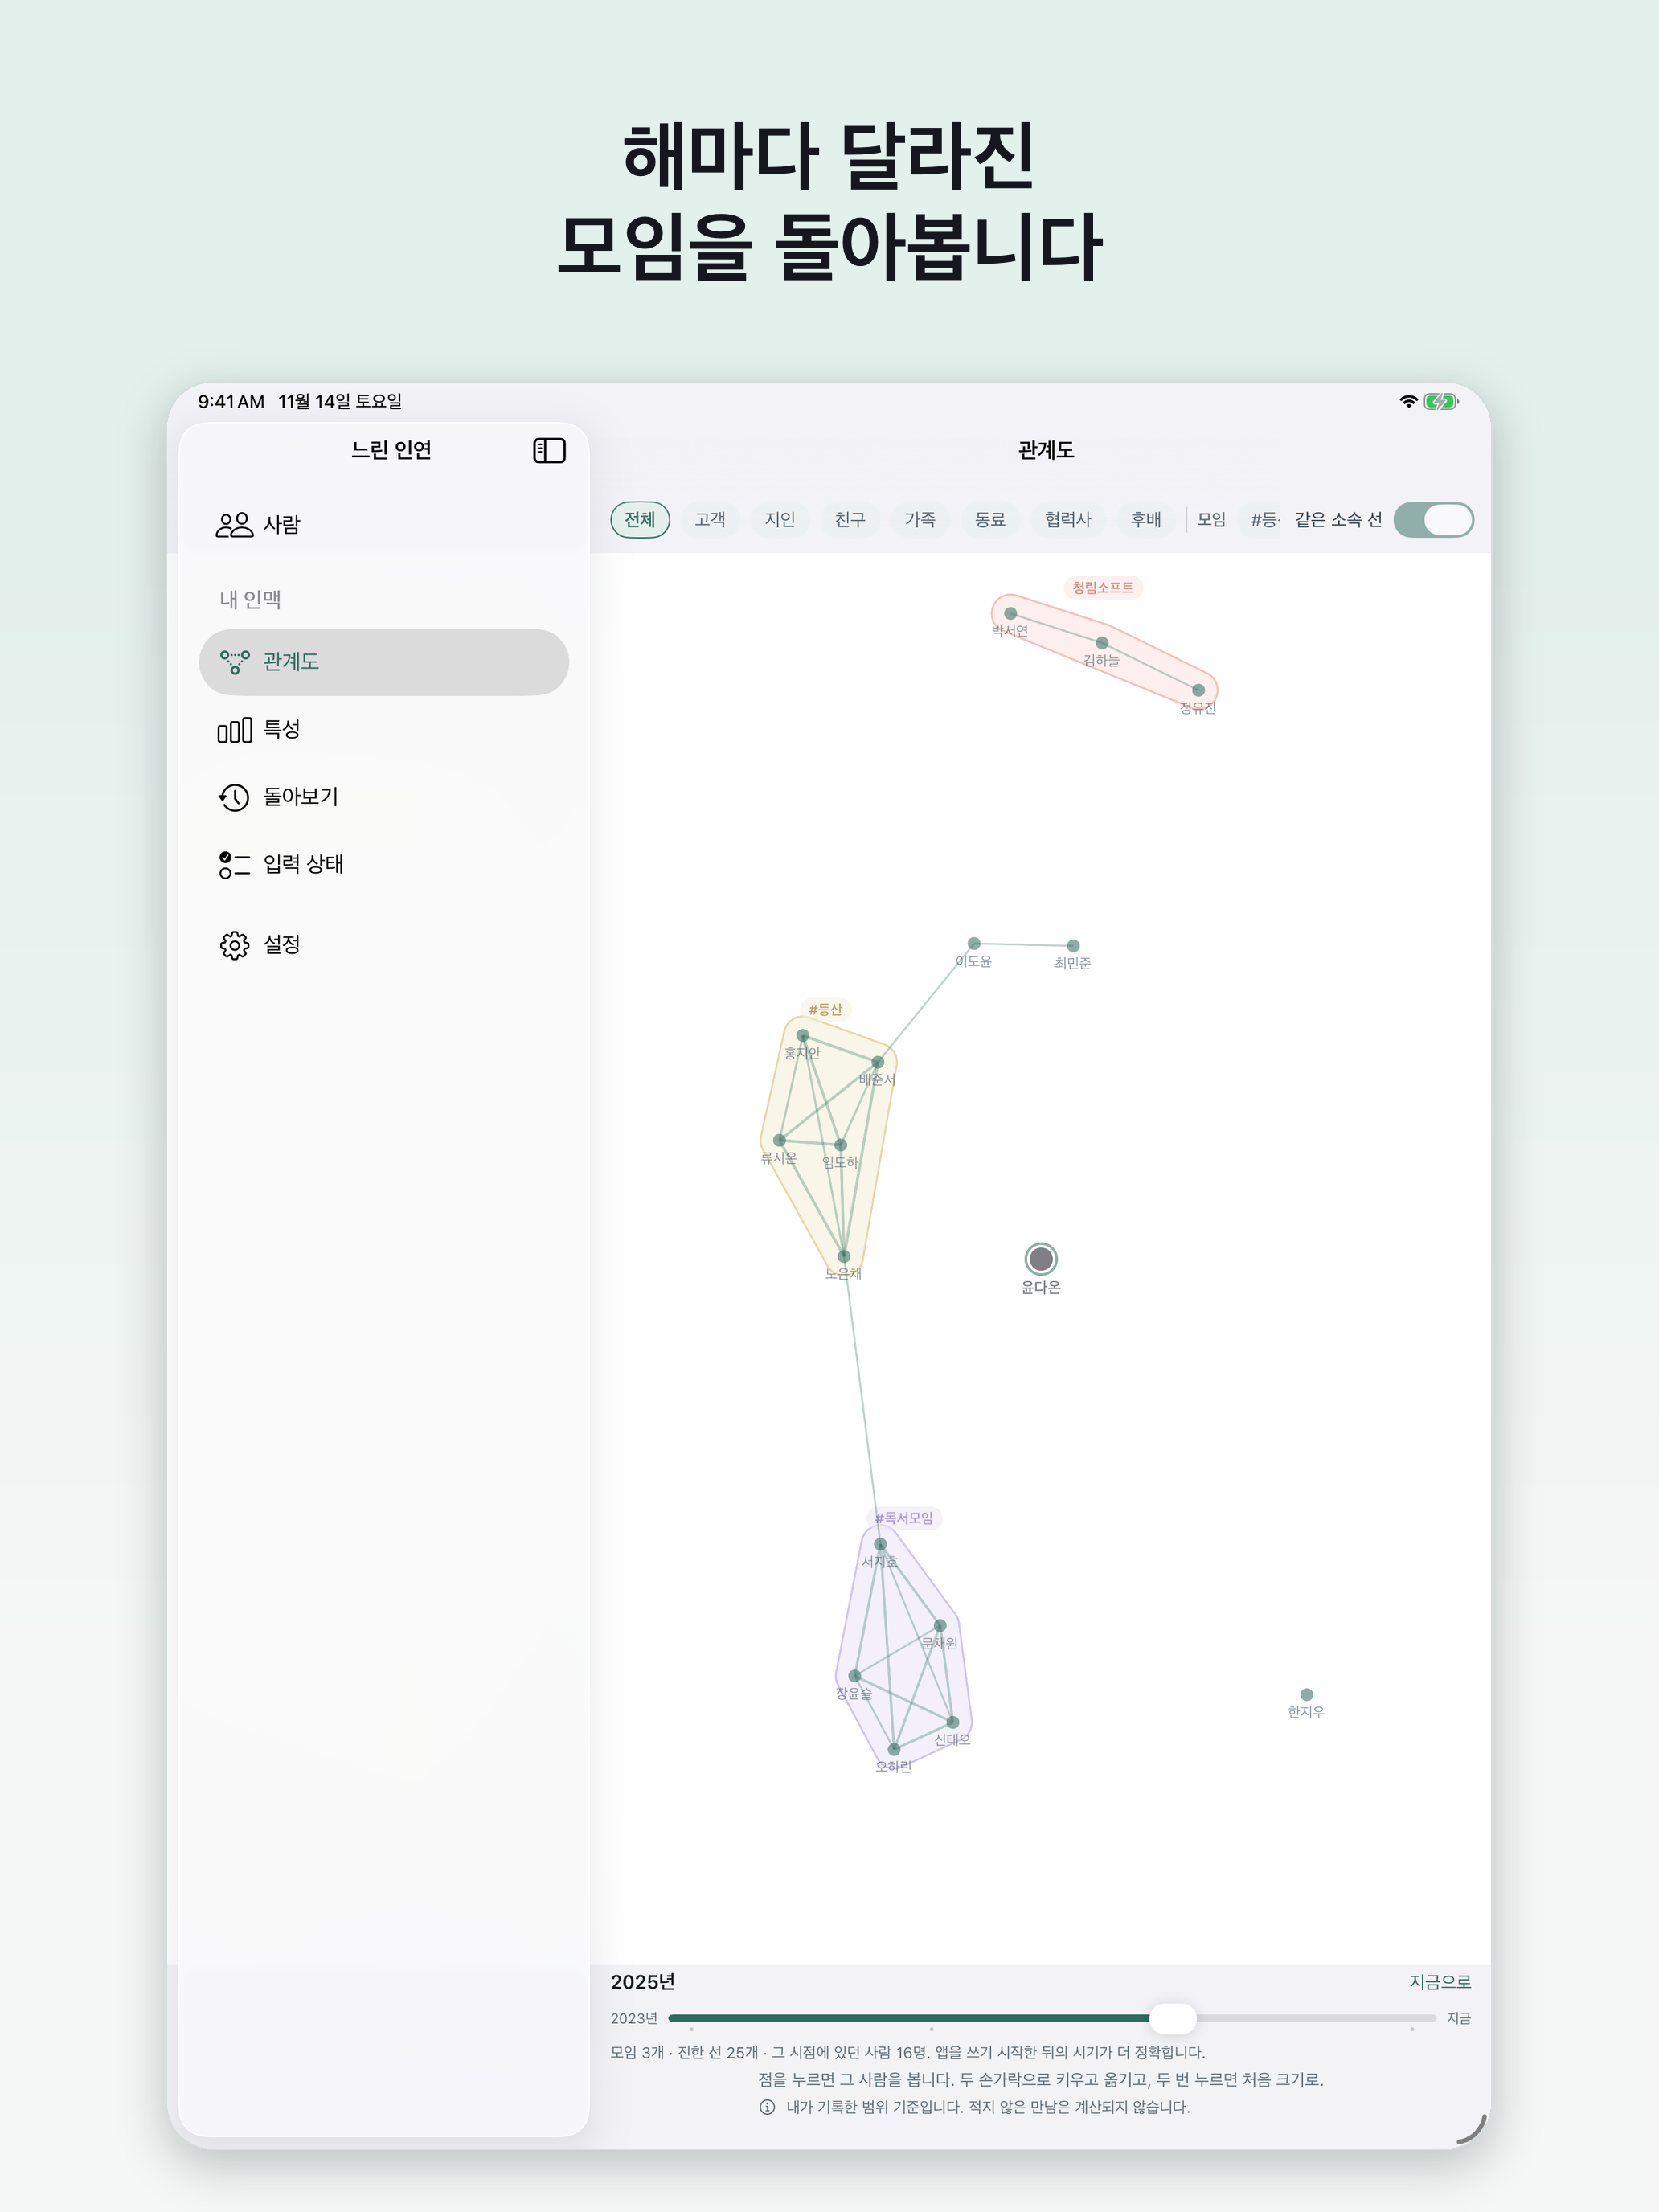 해마다 달라진
모임을 돌아봅니다
9:41 AM 11월 14일 토요일
느린 인연
관계도
사람
내 인맥
관계도
특성
돌아보기
입력 상태
설정
전체 고객 지인 친구 가족 동료 협력사 후배 모임 #등 같은 소속 선
청림소프트
박서연
김하늘
정유진
이도윤
최민준
#등산
홍지안
배준서
류시온
임도하
노은채
윤다온
#독서모임
서지호
문채원
장윤슬
신태오
오하린
한지우
2025년 지금으로
2023년 지금
모임 3개 · 진한 선 25개 · 그 시점에 있던 사람 16명. 앱을 쓰기 시작한 뒤의 시기가 더 정확합니다.
점을 누르면 그 사람을 봅니다. 두 손가락으로 키우고 옮기고, 두 번 누르면 처음 크기로.
내가 기록한 범위 기준입니다. 적지 않은 만남은 계산되지 않습니다.